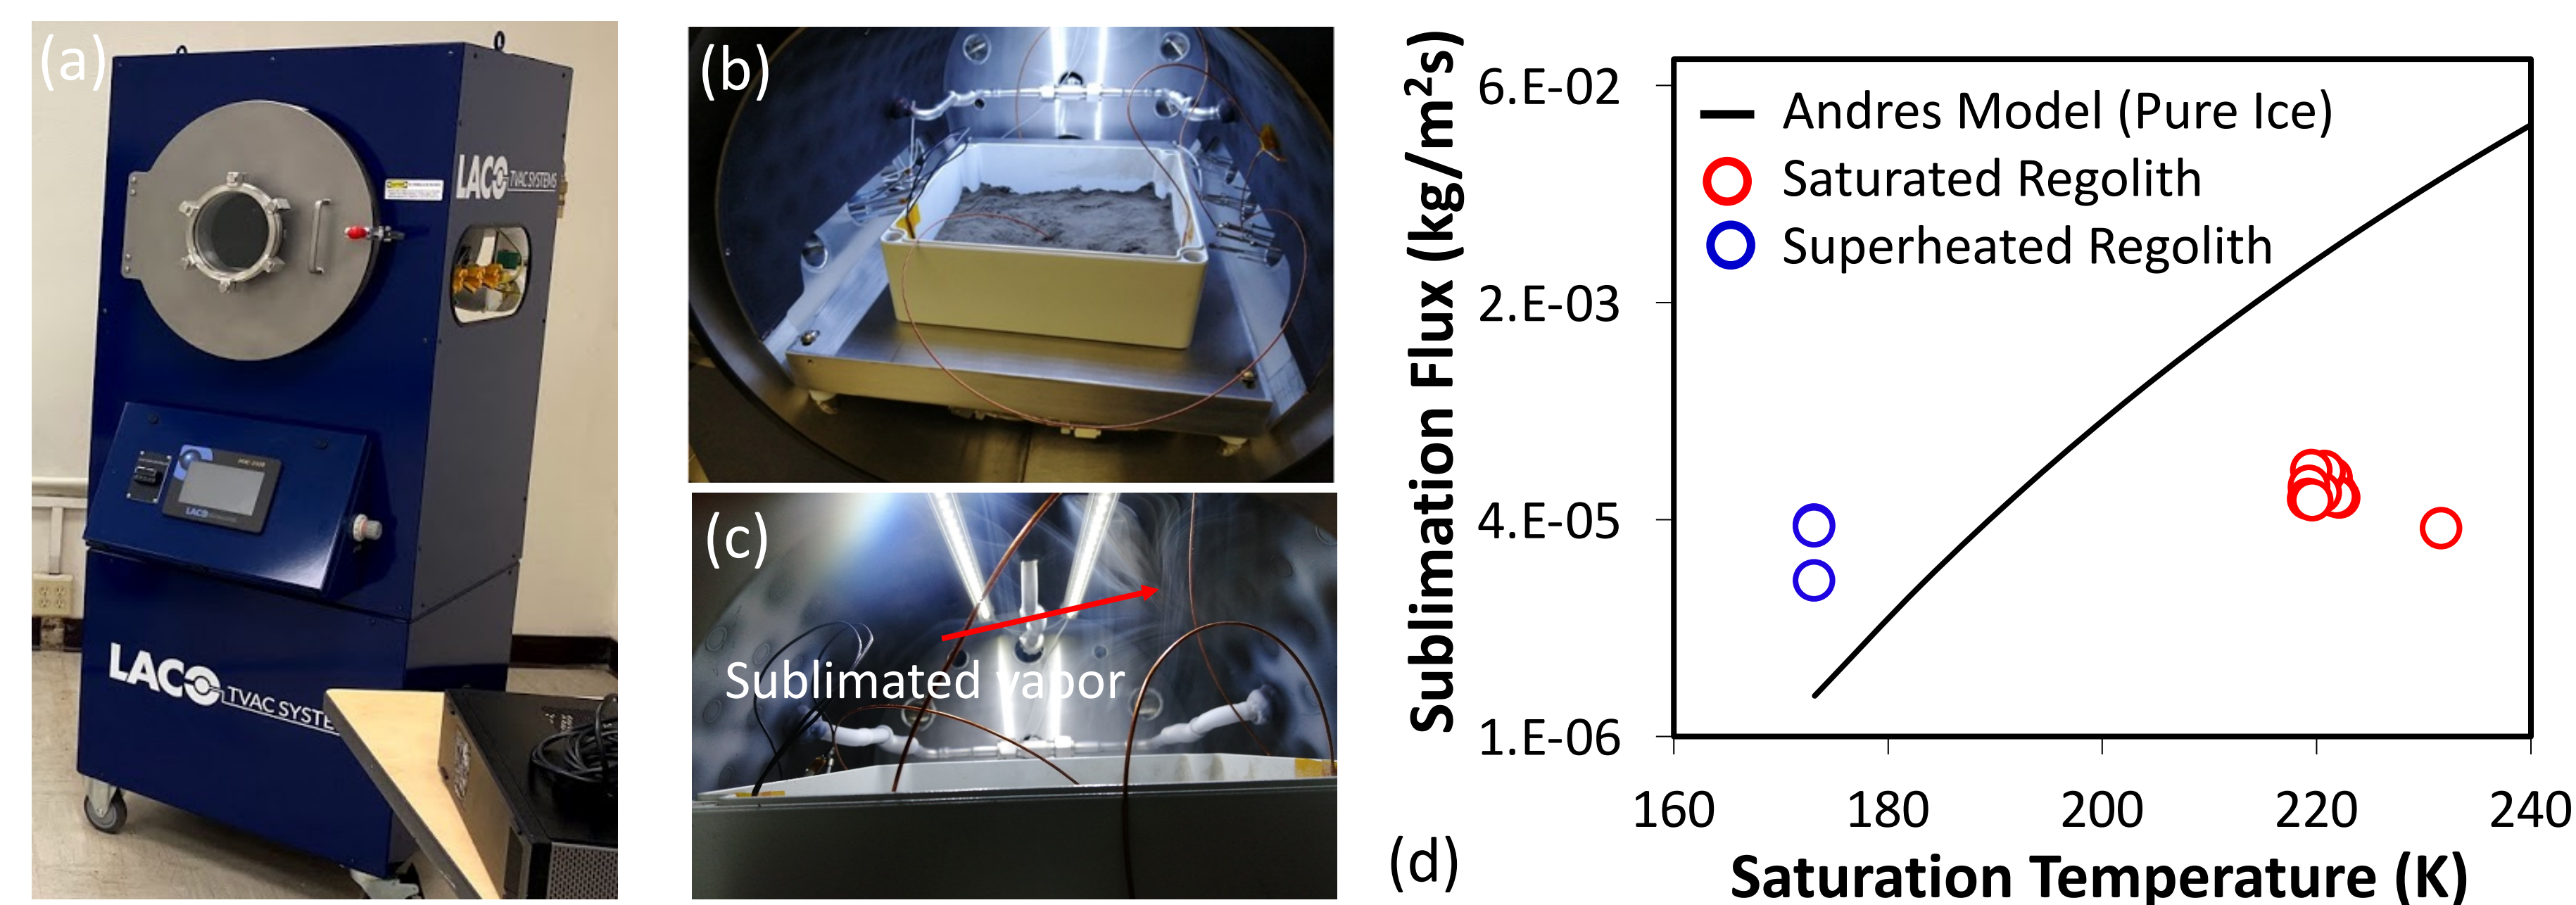 (a)
LACO TVAC SYSTEMS
LACO
LACO TVAC SYSTE
(b)
(c)
Sublimated vapor
(d)
Sublimation Flux (kg/m²s)
6.E-02
2.E-03
4.E-05
1.E-06
Andres Model (Pure Ice)
Saturated Regolith
Superheated Regolith
160 180 200 220 240
Saturation Temperature (K)